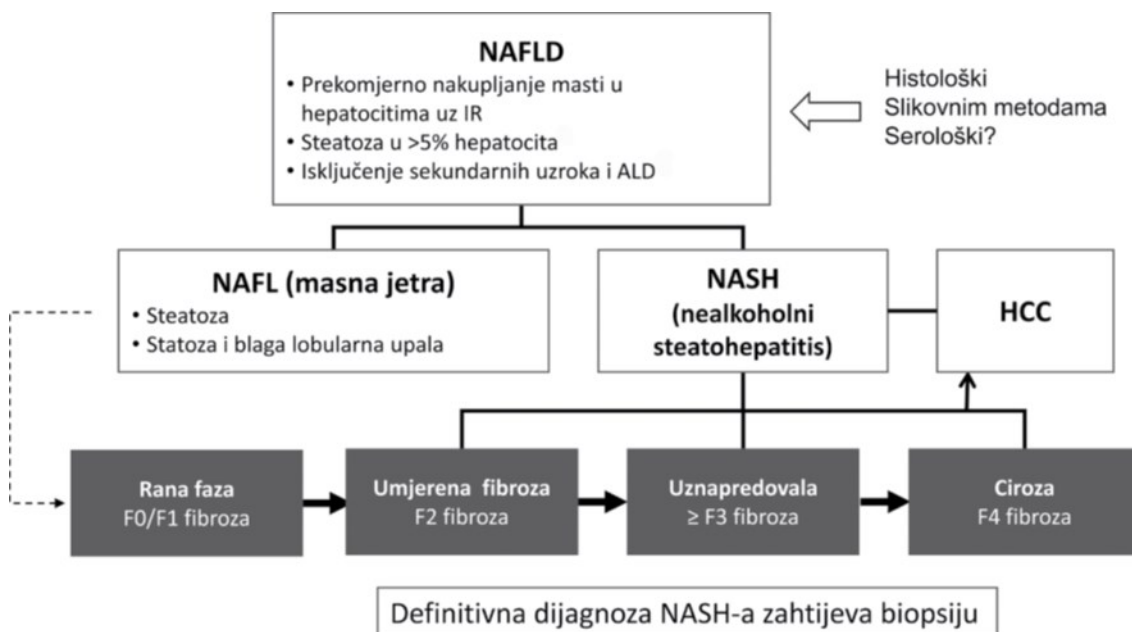 NAFLD
• Prekomjerno nakupljanje masti u
hepatocitima uz IR
• Steatoza u >5% hepatocita
• Isključenje sekundarnih uzroka i ALD
Histološki
Slikovnim metodama
Serološki?
NAFL (masna jetra)
• Steatoza
• Statoza i blaga lobularna upala
NASH
(nealkoholni
steatohepatitis)
HCC
Rana faza
F0/F1 fibroza
Umjerena fibroza
F2 fibroza
Uznapredovala
≥ F3 fibroza
Ciroza
F4 fibroza
Definitivna dijagnoza NASH-a zahtijeva biopsiju